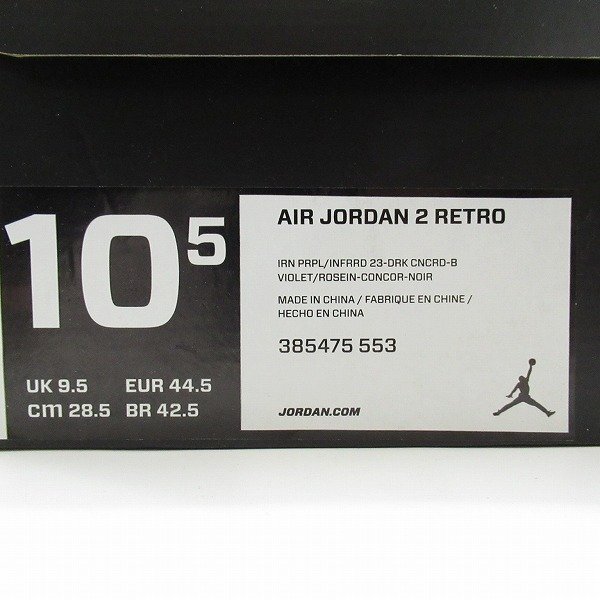 10 5
UK 9.5 EUR 44.5
cm 28.5 BR 42.5
AIR JORDAN 2 RETRO
IRN PRPL/INFRRD 23-DRK CNCRD-B
VIOLET/ROSEIN-CONCOR-NOIR
MADE IN CHINA / FABRIQUE EN CHINE /
HECHO EN CHINA
385475 553
JORDAN.COM